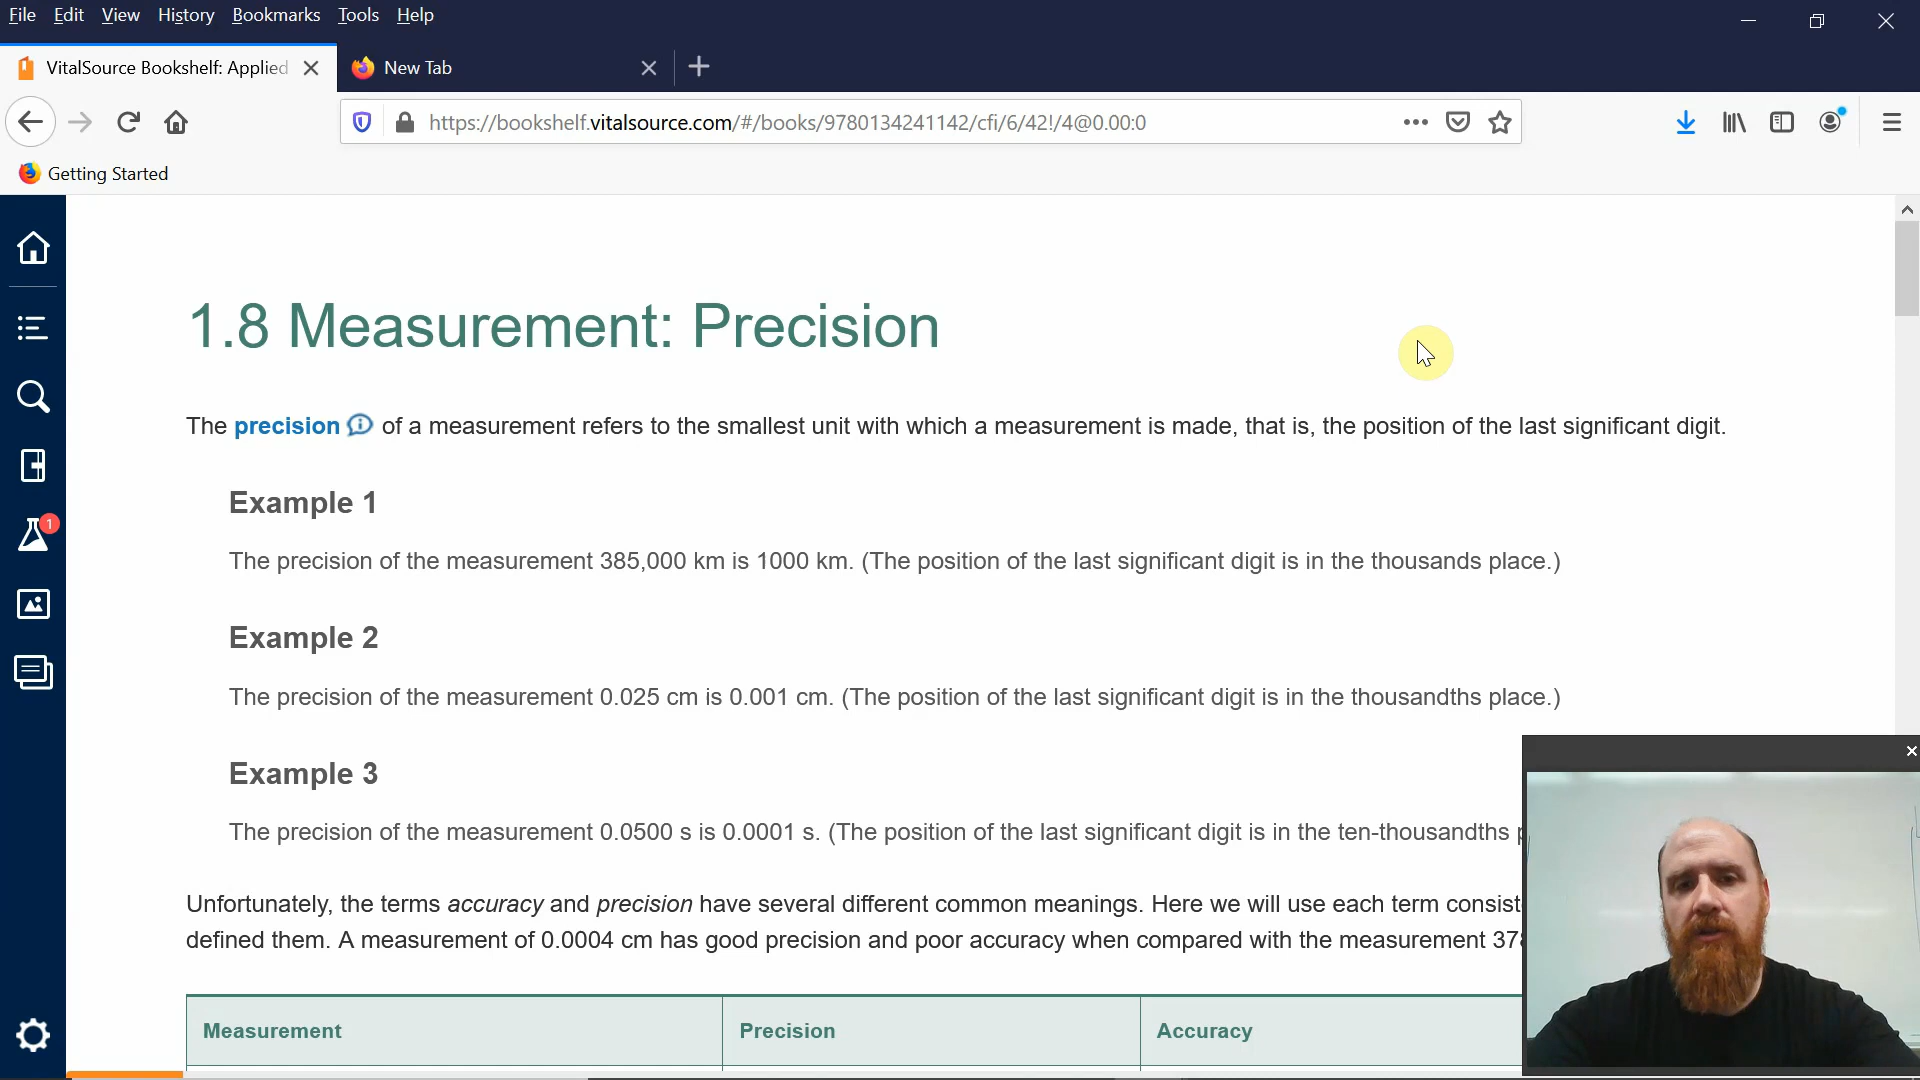 File Edit View History Bookmarks Tools Help
VitalSource Bookshelf: Applied
New Tab
https://bookshelf.vitalsource.com/#/books/9780134241142/cfi/6/42!/4@0.00:0
Getting Started
1.8 Measurement: Precision
The precision of a measurement refers to the smallest unit with which a measurement is made, that is, the position of the last significant digit.
Example 1
The precision of the measurement 385,000 km is 1000 km. (The position of the last significant digit is in the thousands place.)
1
Example 2
The precision of the measurement 0.025 cm is 0.001 cm. (The position of the last significant digit is in the thousandths place.)
Example 3
The precision of the measurement 0.0500 s is 0.0001 s. (The position of the last significant digit is in the ten-thousandths
Unfortunately, the terms accuracy and precision have several different common meanings. Here we will use each term consist
defined them. A measurement of 0.0004 cm has good precision and poor accuracy when compared with the measurement 378
Measurement Precision Accuracy